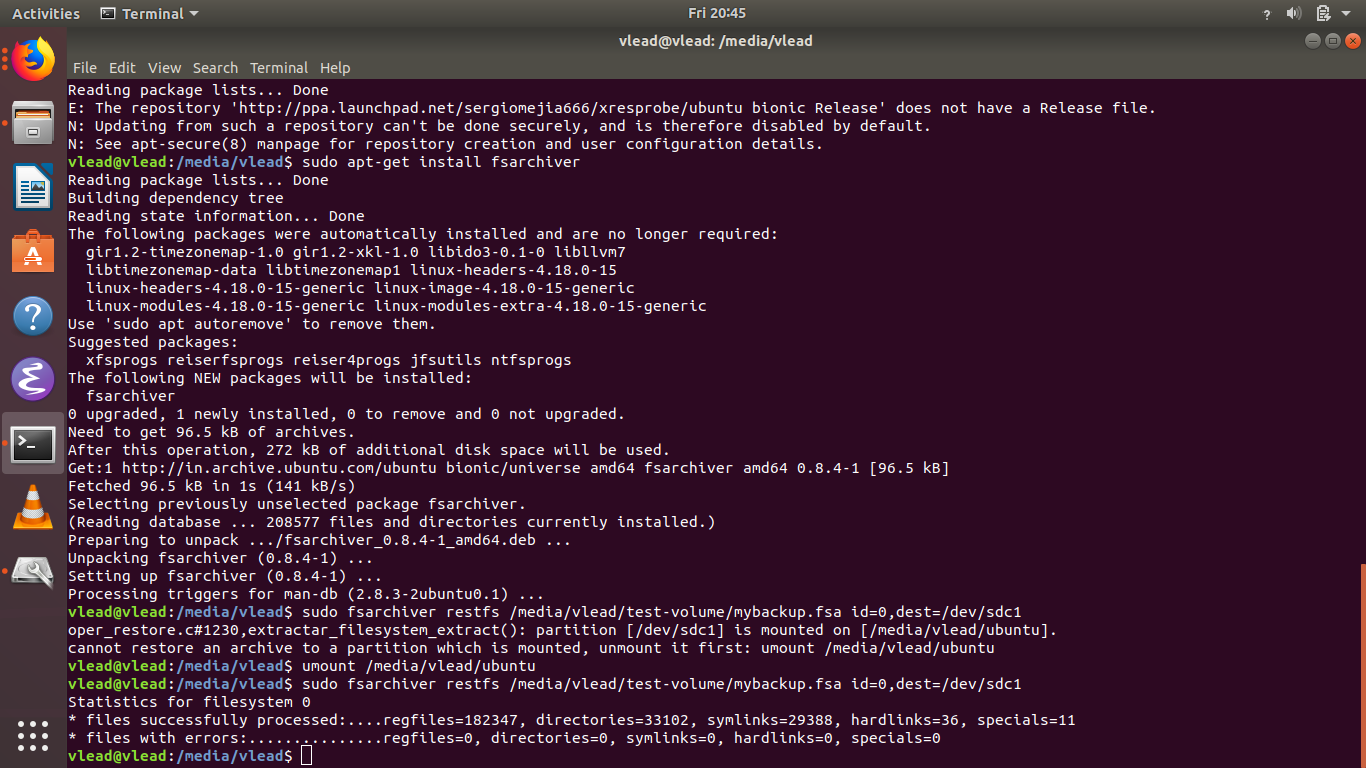 Activities Terminal Fri 20:45 ?
vlead@vlead: /media/vlead
File Edit View Search Terminal Help
Reading package lists... Done
E: The repository 'http://ppa.launchpad.net/sergiomejia666/xresprobe/ubuntu bionic Release' does not have a Release file.
N: Updating from such a repository can't be done securely, and is therefore disabled by default.
N: See apt-secure(8) manpage for repository creation and user configuration details.
vlead@vlead:/media/vlead$ sudo apt-get install fsarchiver
Reading package lists... Done
Building dependency tree
Reading state information... Done
The following packages were automatically installed and are no longer required:
  gir1.2-timezonemap-1.0 gir1.2-xkl-1.0 libido3-0.1-0 libllvm7
  libtimezonemap-data libtimezonemap1 linux-headers-4.18.0-15
  linux-headers-4.18.0-15-generic linux-image-4.18.0-15-generic
  linux-modules-4.18.0-15-generic linux-modules-extra-4.18.0-15-generic
Use 'sudo apt autoremove' to remove them.
Suggested packages:
  xfsprogs reiserfsprogs reiser4progs jfsutils ntfsprogs
The following NEW packages will be installed:
  fsarchiver
0 upgraded, 1 newly installed, 0 to remove and 0 not upgraded.
Need to get 96.5 kB of archives.
After this operation, 272 kB of additional disk space will be used.
Get:1 http://in.archive.ubuntu.com/ubuntu bionic/universe amd64 fsarchiver amd64 0.8.4-1 [96.5 kB]
Fetched 96.5 kB in 1s (141 kB/s)
Selecting previously unselected package fsarchiver.
(Reading database ... 208577 files and directories currently installed.)
Preparing to unpack .../fsarchiver_0.8.4-1_amd64.deb ...
Unpacking fsarchiver (0.8.4-1) ...
Setting up fsarchiver (0.8.4-1) ...
Processing triggers for man-db (2.8.3-2ubuntu0.1) ...
vlead@vlead:/media/vlead$ sudo fsarchiver restfs /media/vlead/test-volume/mybackup.fsa id=0,dest=/dev/sdc1
oper_restore.c#1230,extractar_filesystem_extract(): partition [/dev/sdc1] is mounted on [/media/vlead/ubuntu].
cannot restore an archive to a partition which is mounted, unmount it first: umount /media/vlead/ubuntu
vlead@vlead:/media/vlead$ umount /media/vlead/ubuntu
vlead@vlead:/media/vlead$ sudo fsarchiver restfs /media/vlead/test-volume/mybackup.fsa id=0,dest=/dev/sdc1
Statistics for filesystem 0
* files successfully processed:....regfiles=182347, directories=33102, symlinks=29388, hardlinks=36, specials=11
* files with errors:...............regfiles=0, directories=0, symlinks=0, hardlinks=0, specials=0
vlead@vlead:/media/vlead$